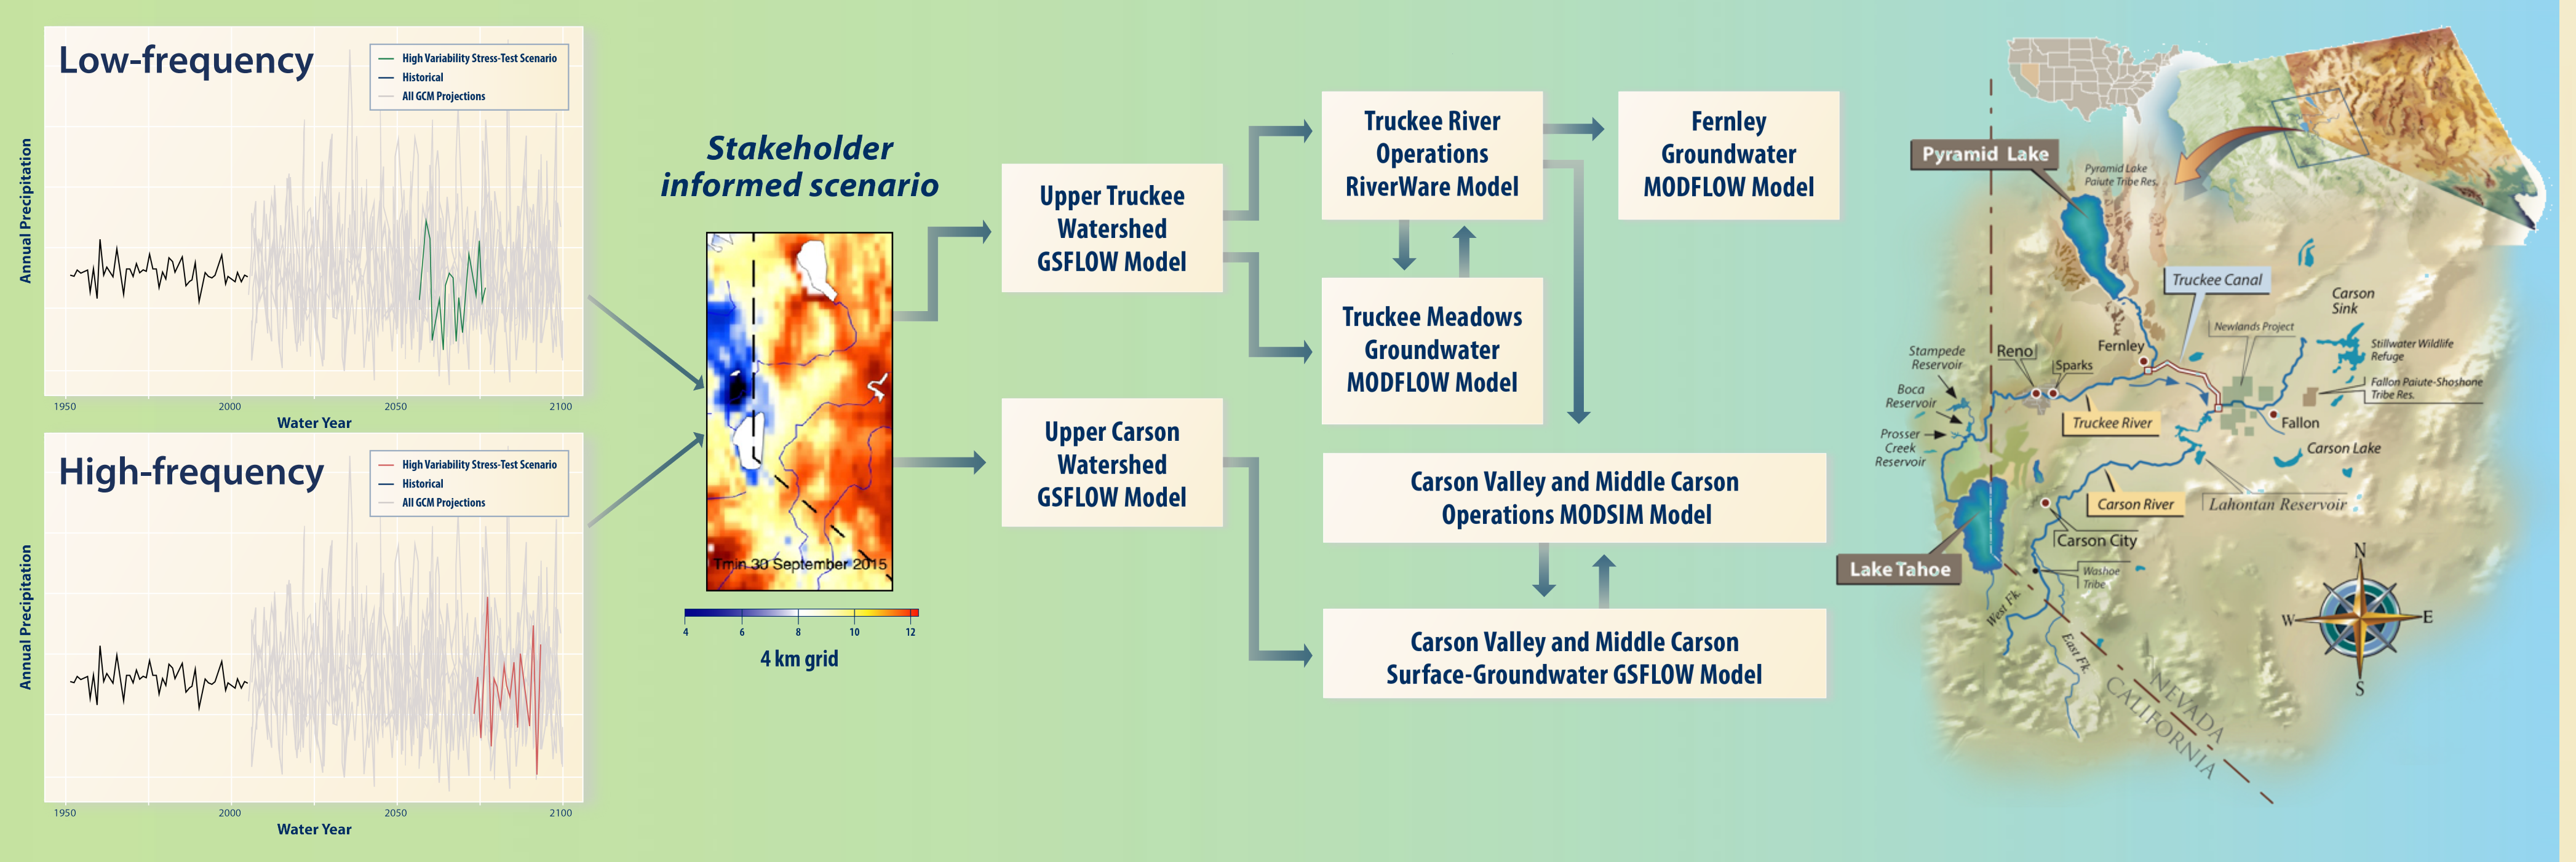 Low-frequency
High Variability Stress-Test Scenario
Historical
All GCM Projections
Annual Precipitation
1950
2000
2050
2100
Water Year
High-frequency
High Variability Stress-Test Scenario
Historical
All GCM Projections
Annual Precipitation
1950
2000
2050
2100
Water Year
Stakeholder
informed scenario
Tmin 30 September 2015
4
6
8
10
12
4 km grid
Upper Truckee
Watershed
GSFLOW Model
Upper Carson
Watershed
GSFLOW Model
Truckee River
Operations
RiverWare Model
Fernley
Groundwater
MODFLOW Model
Truckee Meadows
Groundwater
MODFLOW Model
Carson Valley and Middle Carson
Operations MODSIM Model
Carson Valley and Middle Carson
Surface-Groundwater GSFLOW Model
Pyramid Lake
Pyramid Lake
Paiute Tribe Res.
Truckee Canal
Carson
Sink
Newlands Project
Stillwater Wildlife
Refuge
Fernley
Stampede
Reservoir
Reno
Sparks
Boca
Reservoir
Fallon Paiute-Shoshone
Tribe Res.
Truckee River
Fallon
Prosser
Creek
Reservoir
Carson Lake
Carson River
Lahontan Reservoir
Carson City
Lake Tahoe
Washoe
Tribe
West Fk.
East Fk.
NEVADA
CALIFORNIA
N
W
E
S